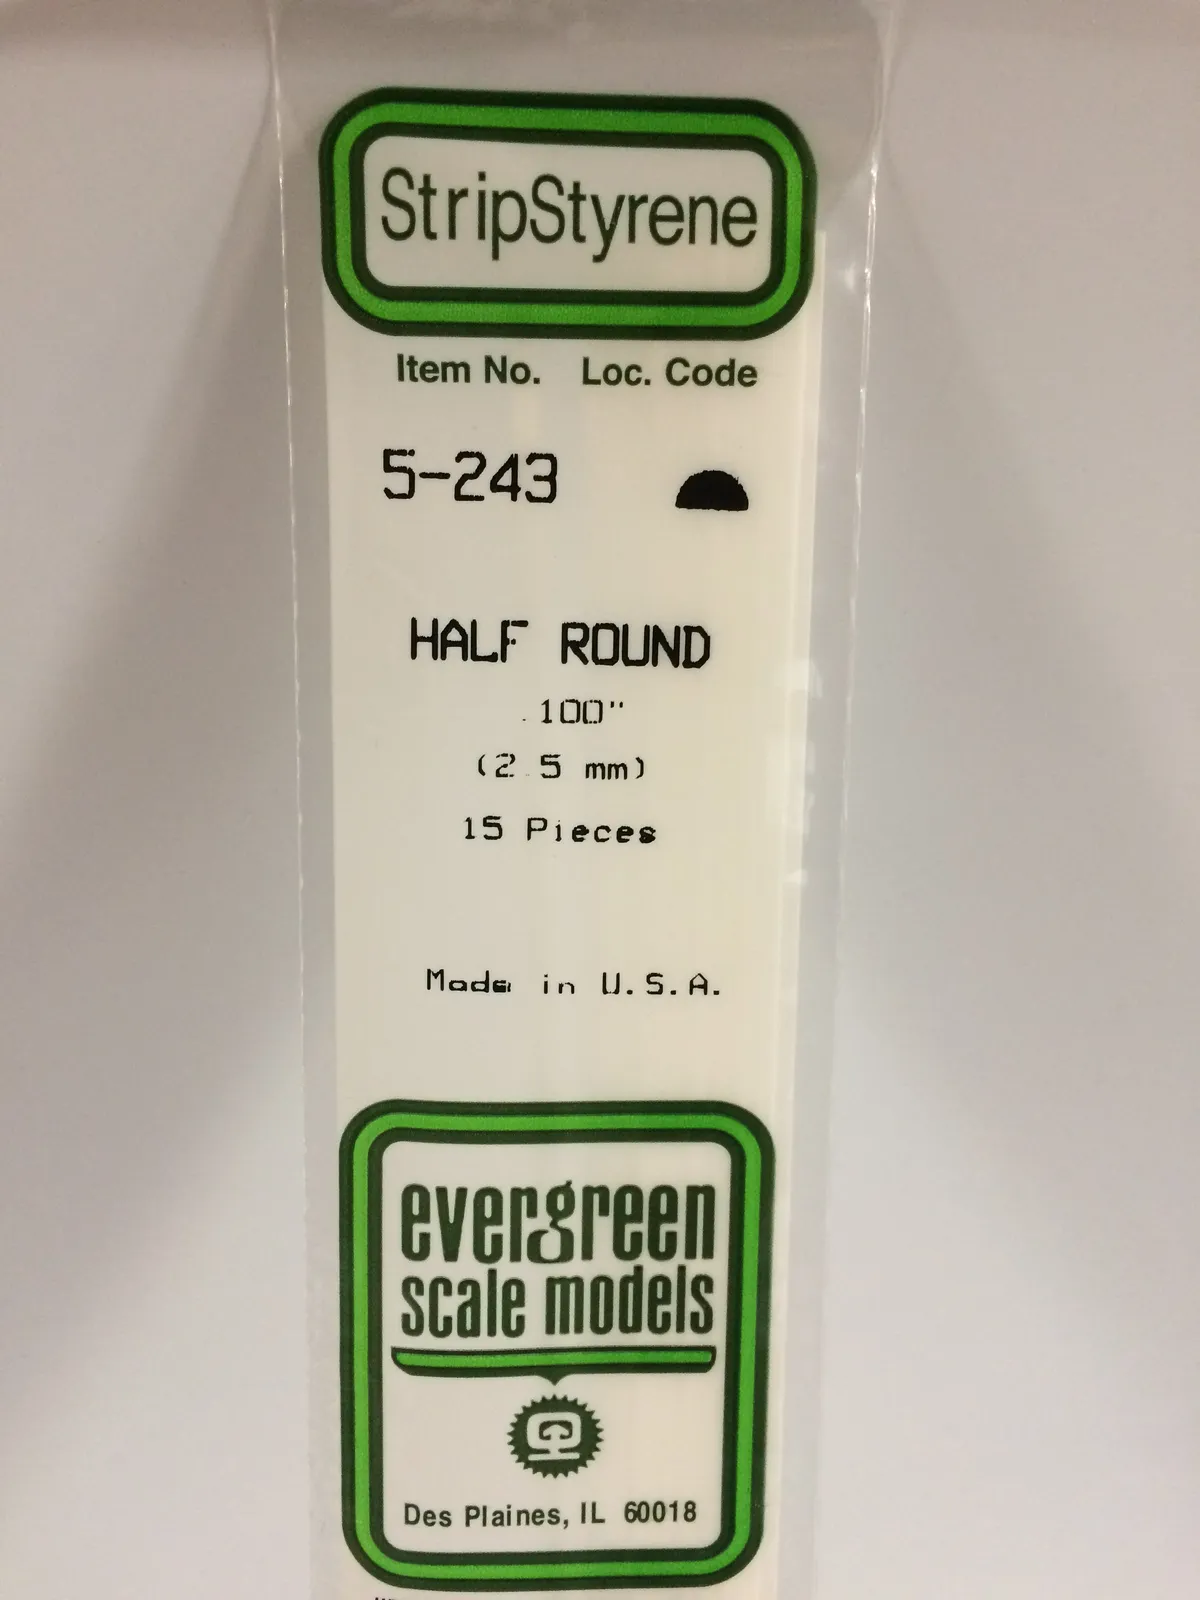 StripStyrene
Item No. Loc. Code
5-243
HALF ROUND
.100"
(2.5 mm)
15 Pieces
Made in U.S.A.
evergreen
scale models
Des Plaines, IL 60018